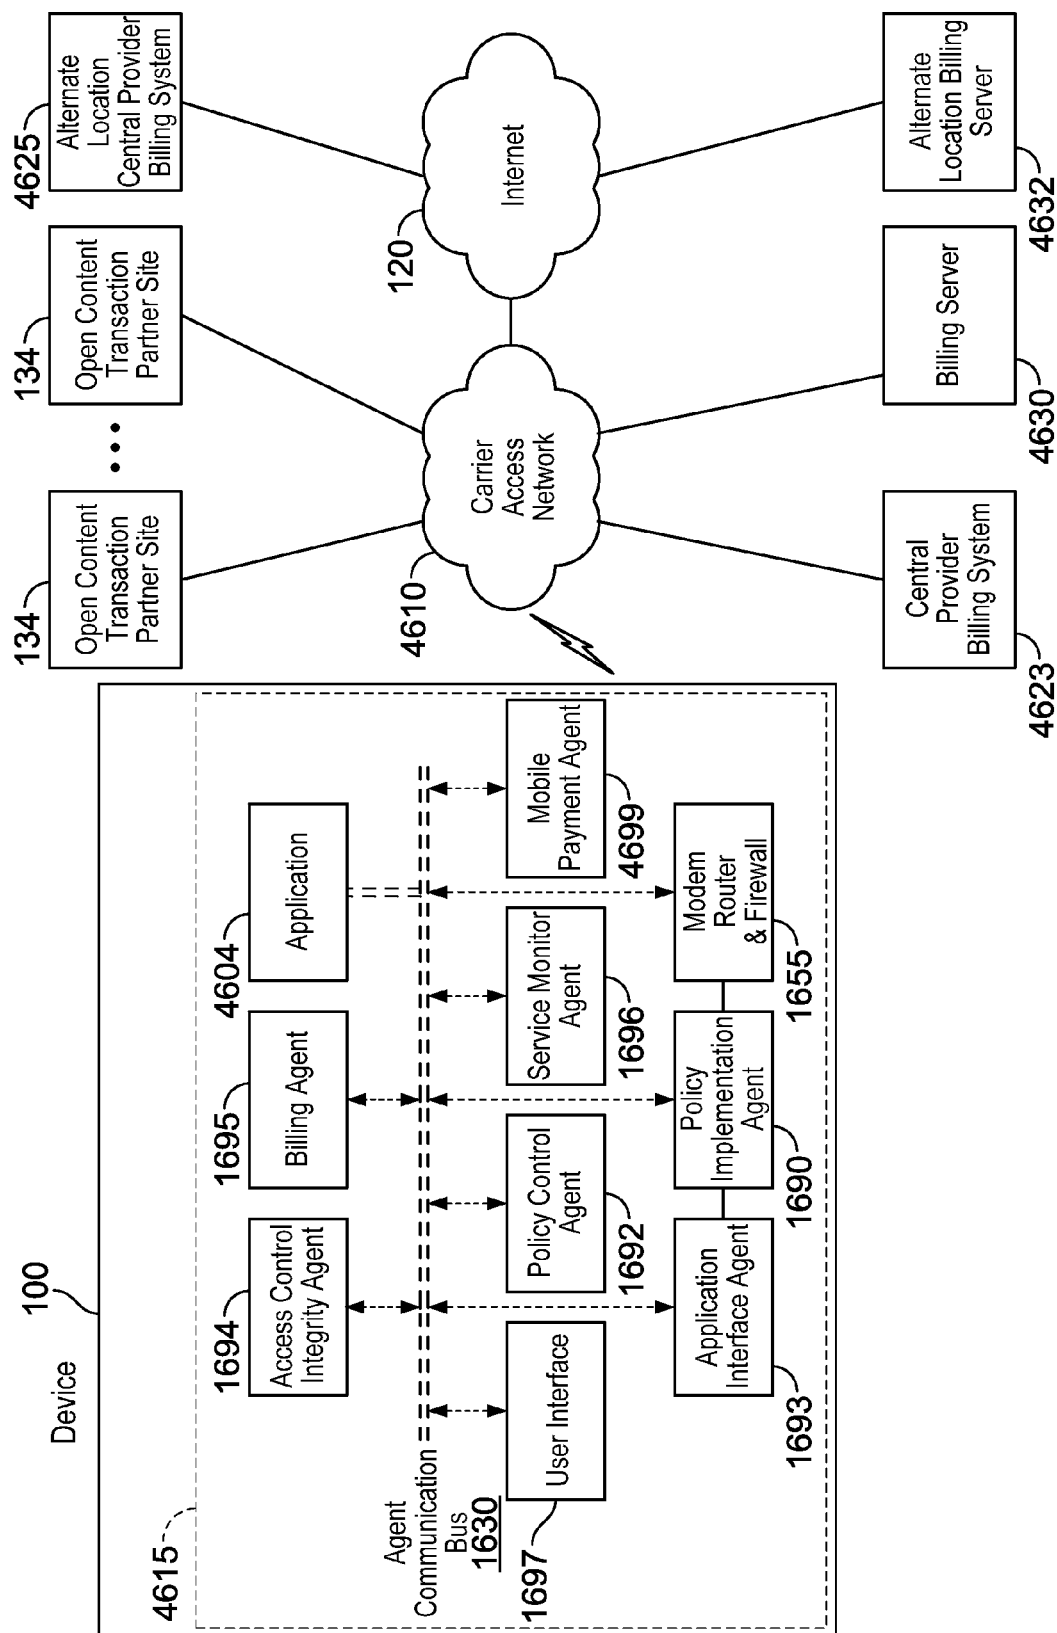 Device
100
4615
1694
Access Control
Integrity Agent
1695
Billing Agent
4604
Application
Agent
Communication
Bus
1630
User Interface
1697
Policy Control
Agent
1692
Service Monitor
Agent
1696
Mobile
Payment Agent
4699
Application
Interface Agent
1693
Policy
Implementation
Agent
1690
Modem
Router
& Firewall
1655
134
Open Content
Transaction
Partner Site
134
Open Content
Transaction
Partner Site
4625
Alternate
Location
Central Provider
Billing System
4610
Carrier
Access
Network
120
Internet
Central
Provider
Billing System
4623
Billing Server
4630
Alternate
Location Billing
Server
4632